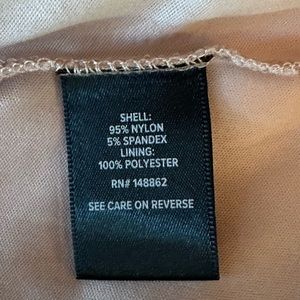 SHELL:
95% NYLON
5% SPANDEX
LINING:
100% POLYESTER
RN# 148862
SEE CARE ON REVERSE